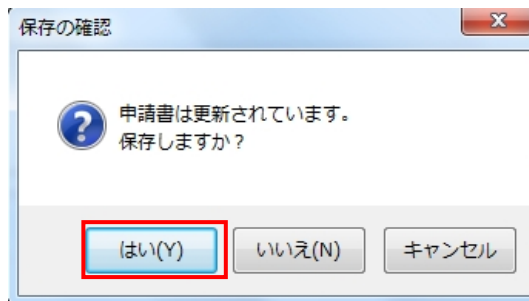 保存の確認
申請書は更新されています。
保存しますか？
はい(Y)
いいえ(N)
キャンセル